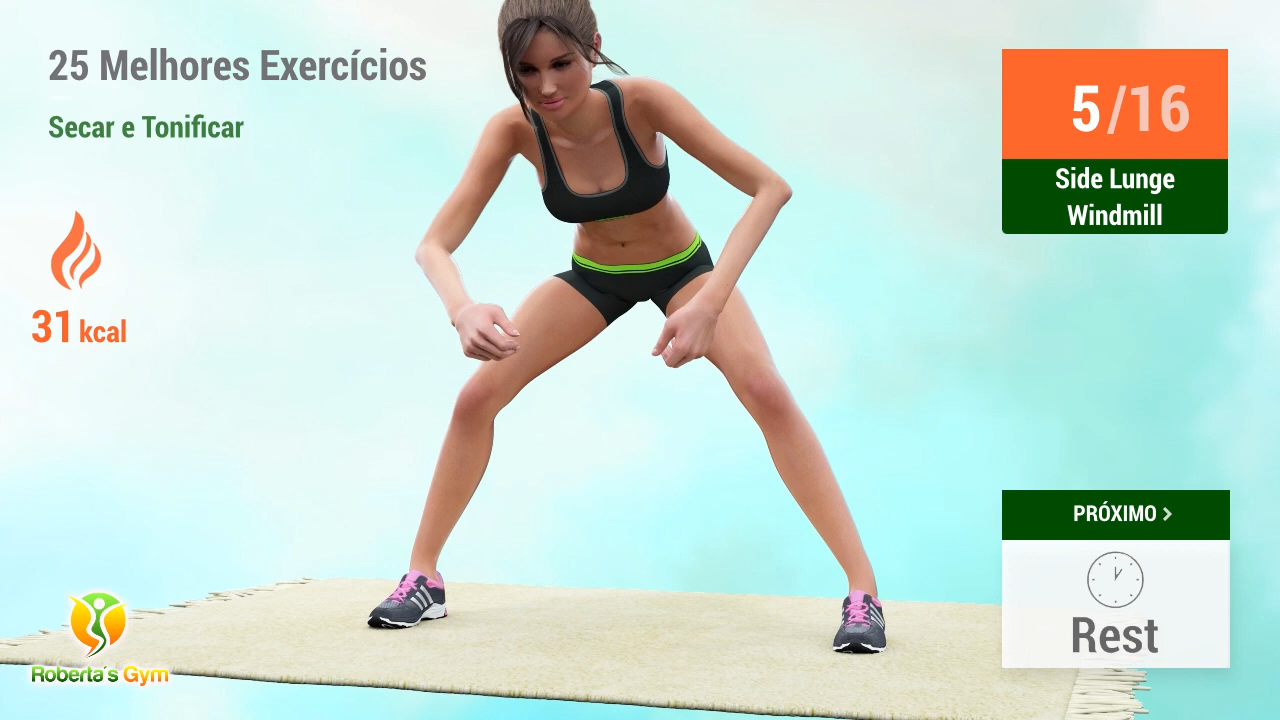 25 Melhores Exercícios
Secar e Tonificar
31 kcal
5/16
Side Lunge
Windmill
PRÓXIMO >
Rest
Roberta's Gym